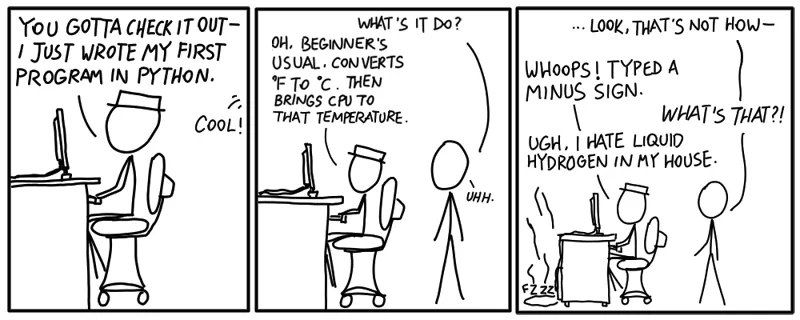 YOU GOTTA CHECK IT OUT—
I JUST WROTE MY FIRST
PROGRAM IN PYTHON.
COOL!
WHAT'S IT DO?
OH, BEGINNER'S
USUAL. CONVERTS
°F TO °C. THEN
BRINGS CPU TO
THAT TEMPERATURE.
UHH.
... LOOK, THAT'S NOT HOW—
WHOOPS! TYPED A
MINUS SIGN.
WHAT'S THAT?!
UGH. I HATE LIQUID
HYDROGEN IN MY HOUSE.
FZZZ